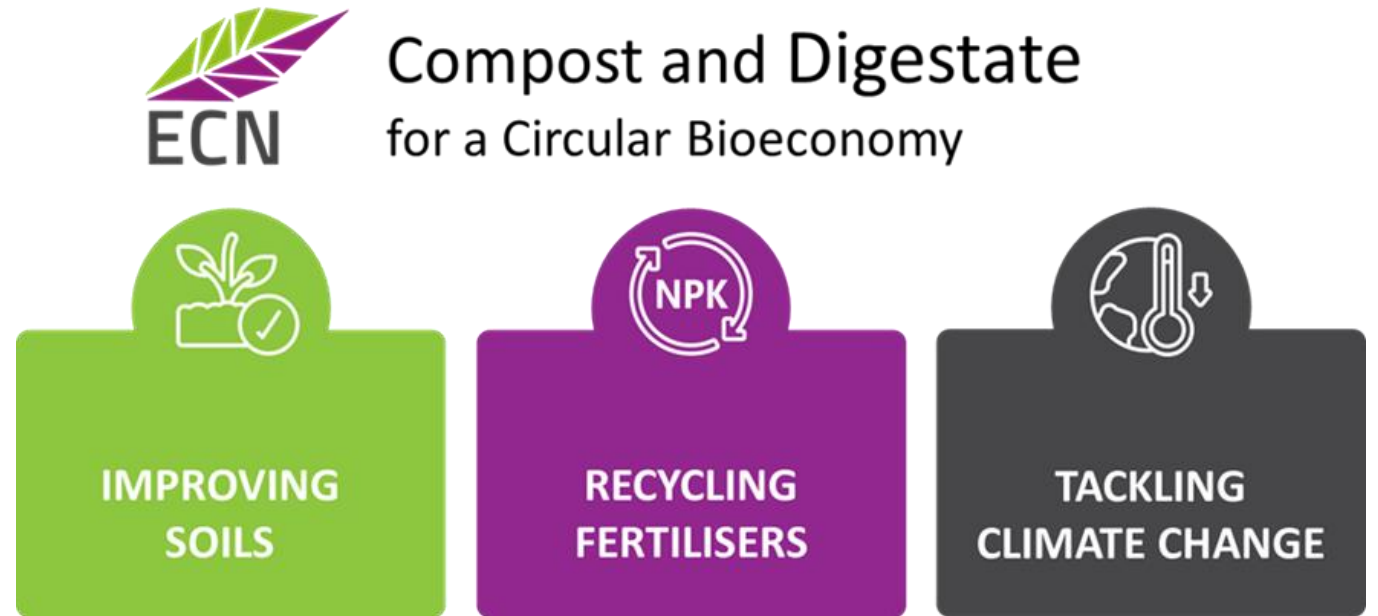 ECN
Compost and Digestate
for a Circular Bioeconomy
NPK
IMPROVING
SOILS
RECYCLING
FERTILISERS
TACKLING
CLIMATE CHANGE